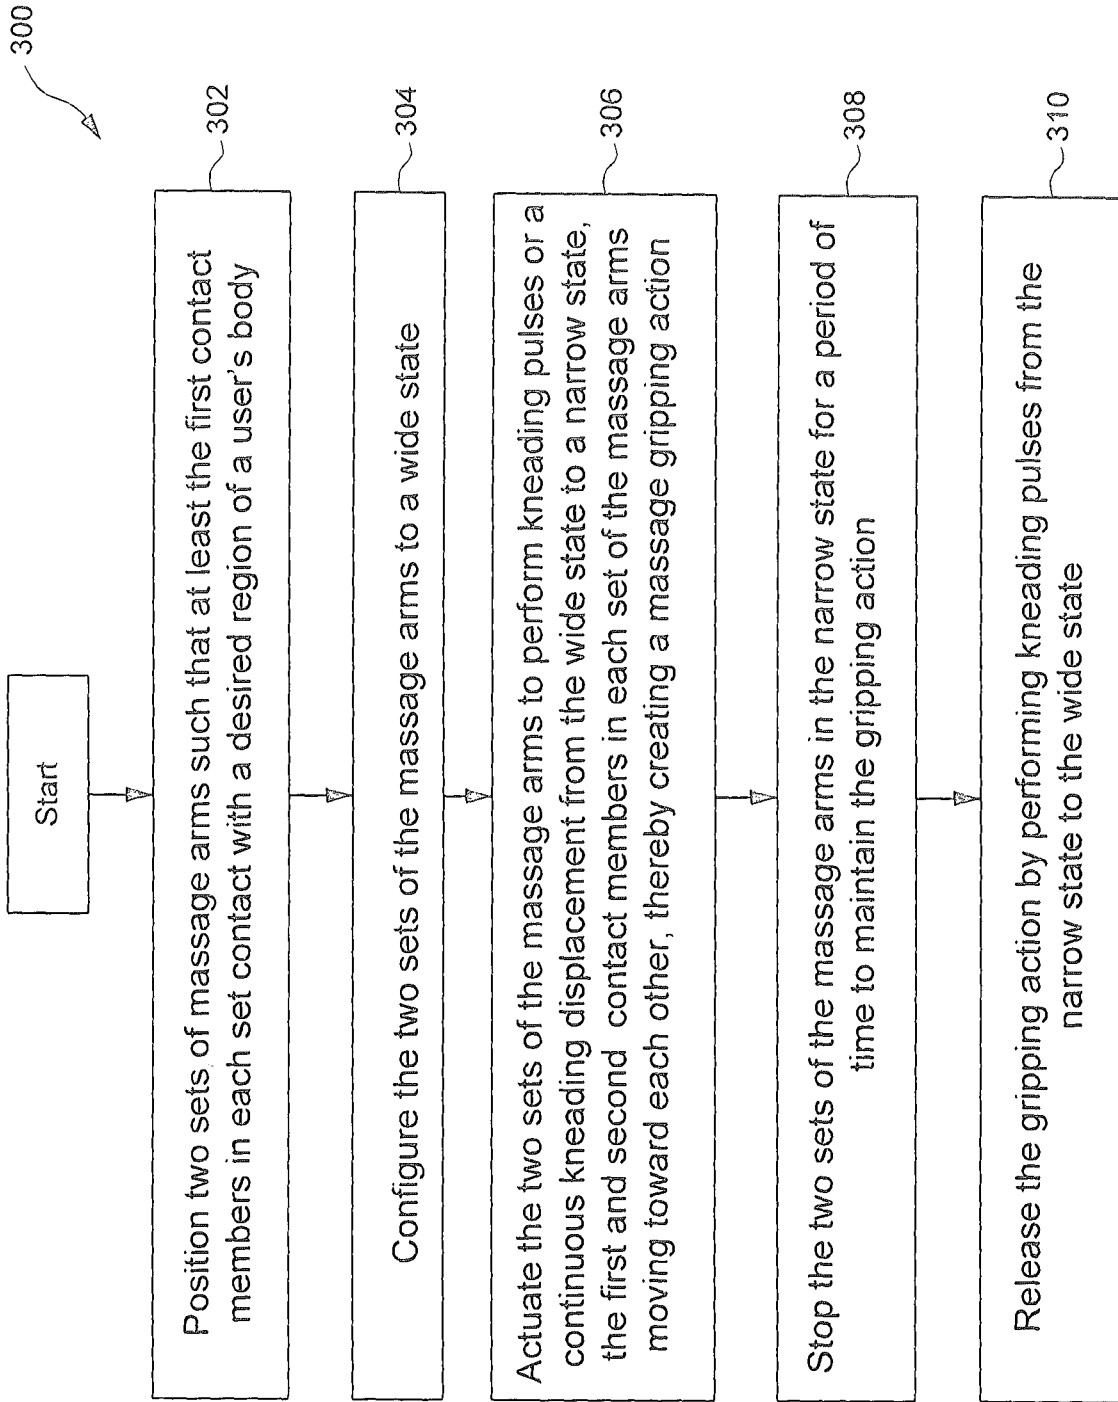 300
Start
Position two sets of massage arms such that at least the first contact
members in each set contact with a desired region of a user's body
302
Configure the two sets of the massage arms to a wide state
304
Actuate the two sets of the massage arms to perform kneading pulses or a
continuous kneading displacement from the wide state to a narrow state,
the first and second contact members in each set of the massage arms
moving toward each other, thereby creating a massage gripping action
306
Stop the two sets of the massage arms in the narrow state for a period of
time to maintain the gripping action
308
Release the gripping action by performing kneading pulses from the
narrow state to the wide state
310